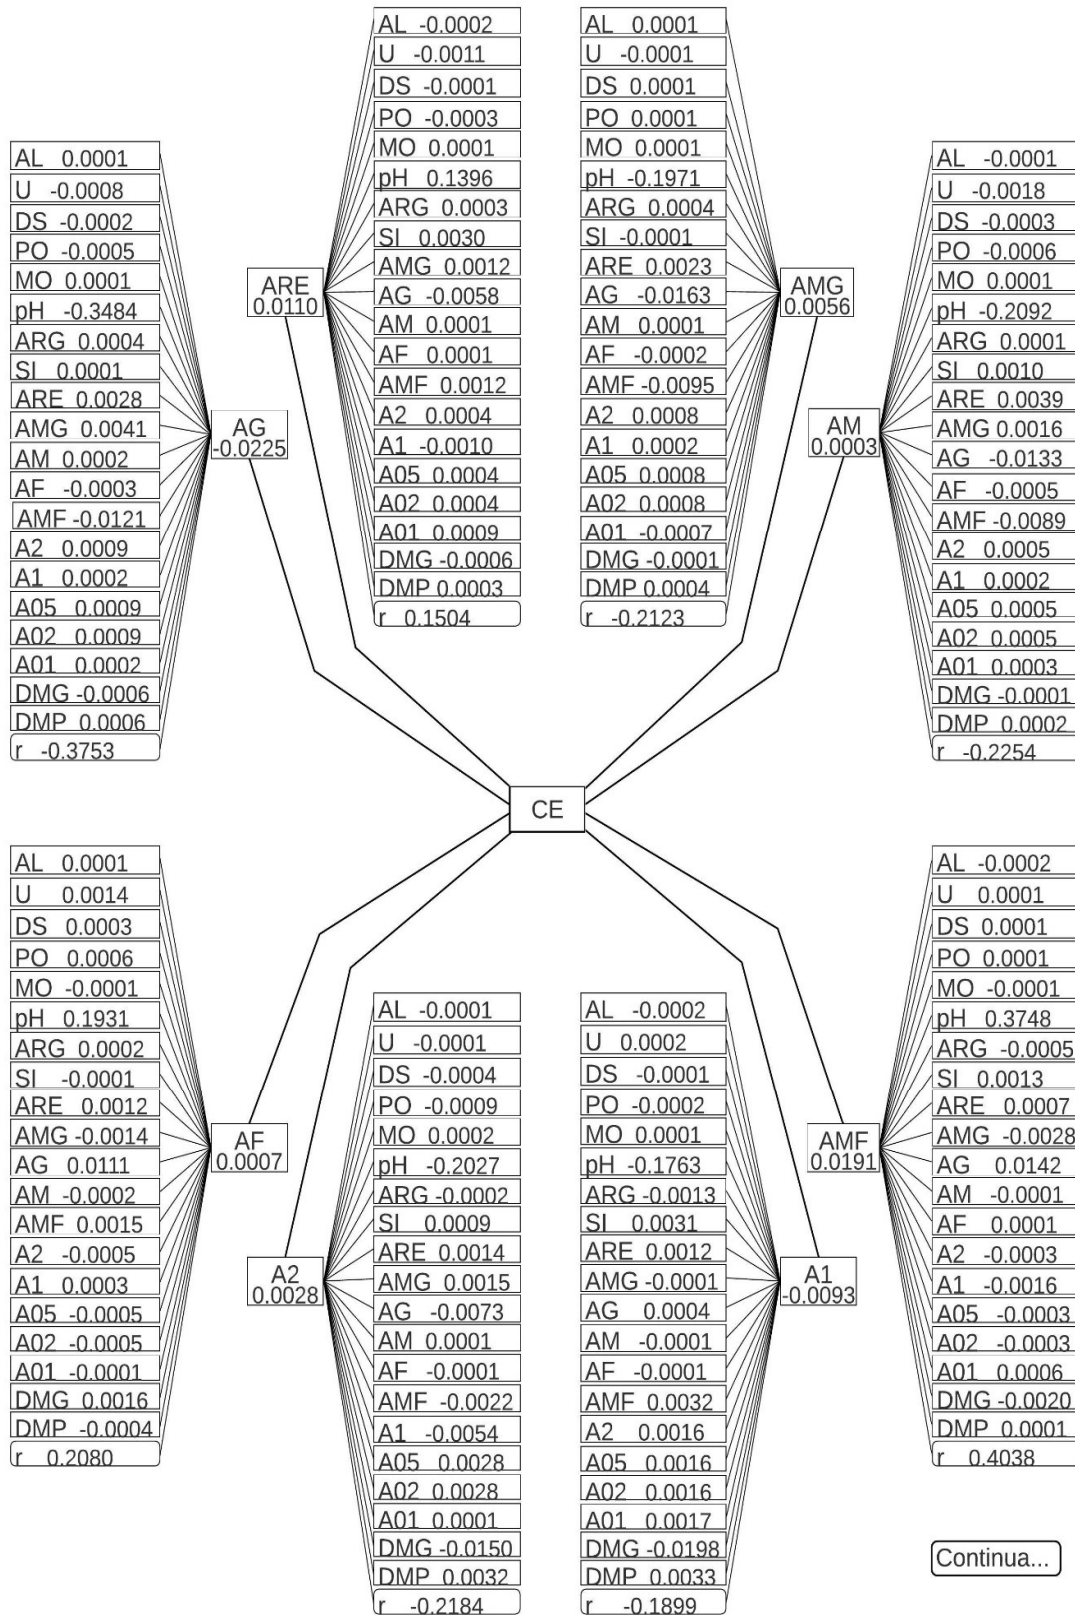 AL -0.0002
U -0.0011
DS -0.0001
PO -0.0003
MO 0.0001
pH 0.1396
ARG 0.0003
SI 0.0030
AMG 0.0012
AG -0.0058
AM 0.0001
AF 0.0001
AMF 0.0012
A2 0.0004
A1 -0.0010
A05 0.0004
A02 0.0004
A01 0.0009
DMG -0.0006
DMP 0.0003
r 0.1504
ARE
0.0110
AL 0.0001
U -0.0001
DS 0.0001
PO 0.0001
MO 0.0001
pH -0.1971
ARG 0.0004
SI -0.0001
ARE 0.0023
AG -0.0163
AM 0.0001
AF -0.0002
AMF -0.0095
A2 0.0008
A1 0.0002
A05 0.0008
A02 0.0008
A01 -0.0007
DMG -0.0001
DMP 0.0004
r -0.2123
AMG
0.0056
AL 0.0001
U -0.0008
DS -0.0002
PO -0.0005
MO 0.0001
pH -0.3484
ARG 0.0004
SI 0.0001
ARE 0.0028
AMG 0.0041
AM 0.0002
AF -0.0003
AMF -0.0121
A2 0.0009
A1 0.0002
A05 0.0009
A02 0.0009
A01 0.0002
DMG -0.0006
DMP 0.0006
r -0.3753
AG
-0.0225
AL -0.0001
U -0.0018
DS -0.0003
PO -0.0006
MO 0.0001
pH -0.2092
ARG 0.0001
SI 0.0010
ARE 0.0039
AMG 0.0016
AG -0.0133
AF -0.0005
AMF -0.0089
A2 0.0005
A1 0.0002
A05 0.0005
A02 0.0005
A01 0.0003
DMG -0.0001
DMP 0.0002
r -0.2254
AM
0.0003
CE
AL 0.0001
U 0.0014
DS 0.0003
PO 0.0006
MO -0.0001
pH 0.1931
ARG 0.0002
SI -0.0001
ARE 0.0012
AMG -0.0014
AG 0.0111
AM -0.0002
AMF 0.0015
A2 -0.0005
A1 0.0003
A05 -0.0005
A02 -0.0005
A01 -0.0001
DMG 0.0016
DMP -0.0004
r 0.2080
AF
0.0007
AL -0.0001
U -0.0001
DS -0.0004
PO -0.0009
MO 0.0002
pH -0.2027
ARG -0.0002
SI 0.0009
ARE 0.0014
AMG 0.0015
AG -0.0073
AM 0.0001
AF -0.0001
AMF -0.0022
A1 -0.0054
A05 0.0028
A02 0.0028
A01 0.0001
DMG -0.0150
DMP 0.0032
r -0.2184
A2
0.0028
AL -0.0002
U 0.0002
DS -0.0001
PO -0.0002
MO 0.0001
pH -0.1763
ARG -0.0013
SI 0.0031
ARE 0.0012
AMG -0.0001
AG 0.0004
AM -0.0001
AF -0.0001
AMF 0.0032
A2 0.0016
A05 0.0016
A02 0.0016
A01 0.0017
DMG -0.0198
DMP 0.0033
r -0.1899
A1
-0.0093
AL -0.0002
U 0.0001
DS 0.0001
PO 0.0001
MO -0.0001
pH 0.3748
ARG -0.0005
SI 0.0013
ARE 0.0007
AMG -0.0028
AG 0.0142
AM -0.0001
AF 0.0001
A2 -0.0003
A1 -0.0016
A05 -0.0003
A02 -0.0003
A01 0.0006
DMG -0.0020
DMP 0.0001
r 0.4038
AMF
0.0191
Continua...